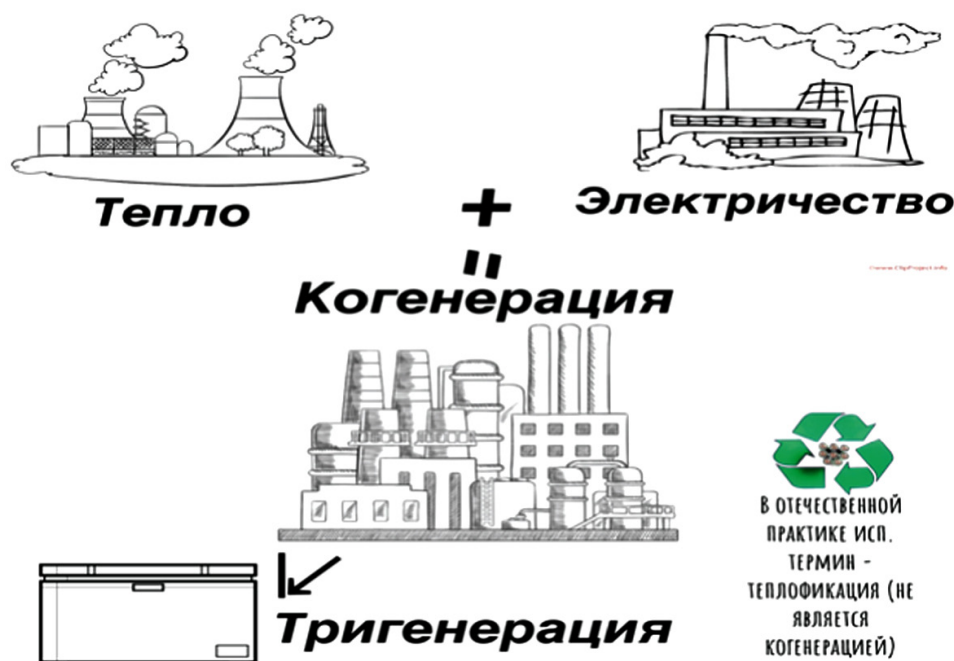 Тепло
+
Электричество
=
Когенерация
Тригенерация
В ОТЕЧЕСТВЕННОЙ
ПРАКТИКЕ ИСП.
ТЕРМИН -
ТЕПЛОФИКАЦИЯ (НЕ
ЯВЛЯЕТСЯ
КОГЕНЕРАЦИЕЙ)